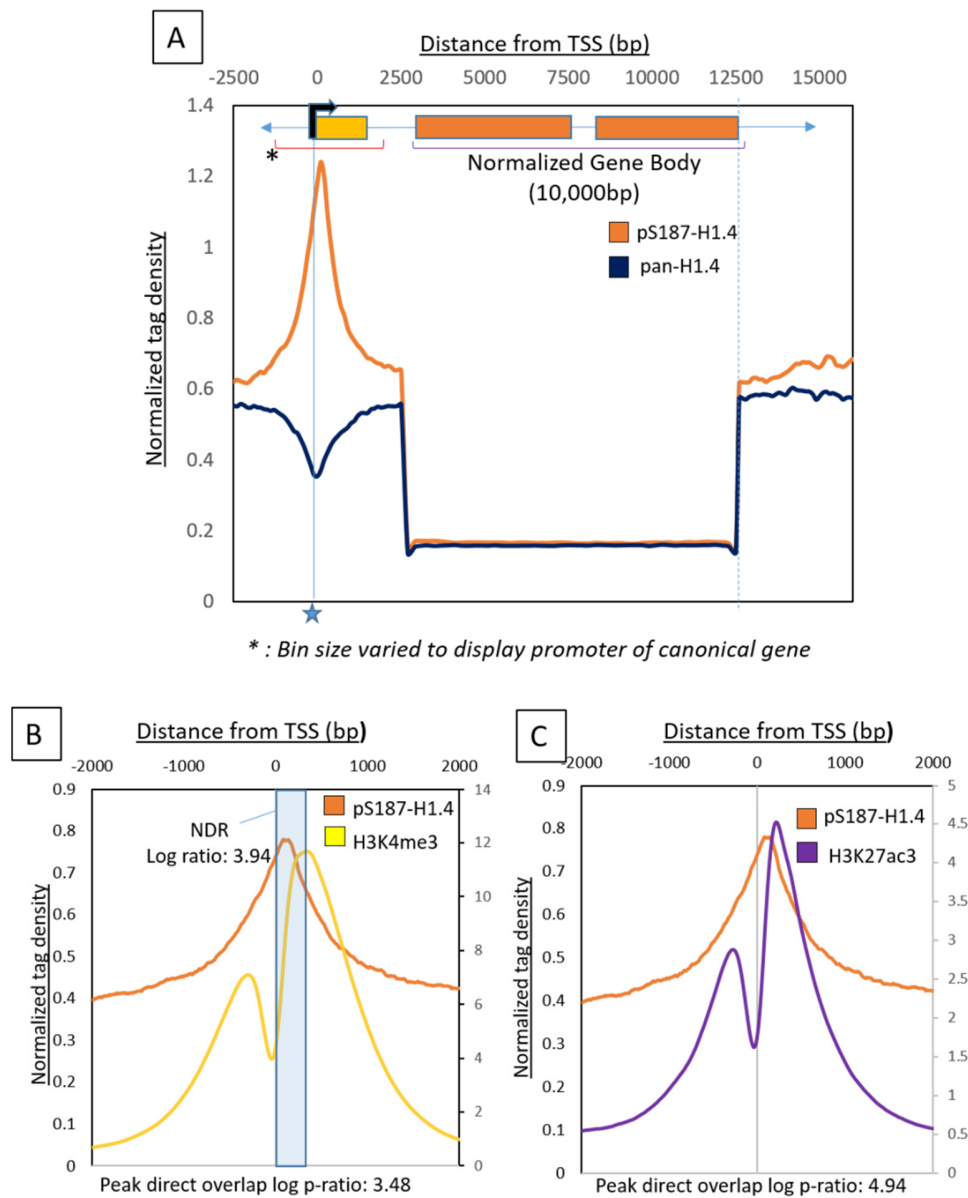 A
Distance from TSS (bp)
-2500 0 2500 5000 7500 10000 12500 15000
1.4
1.2
1
0.8
0.6
0.4
0.2
0
Normalized tag density
*
Normalized Gene Body
(10,000bp)
pS187-H1.4
pan-H1.4
* : Bin size varied to display promoter of canonical gene
B
Distance from TSS (bp)
-2000 -1000 0 1000 2000
0.9
0.8
0.7
0.6
0.5
0.4
0.3
0.2
0.1
0
Normalized tag density
NDR
Log ratio: 3.94
pS187-H1.4
H3K4me3
14
12
10
8
6
4
2
0
Peak direct overlap log p-ratio: 3.48
C
Distance from TSS (bp)
-2000 -1000 0 1000 2000
0.9
0.8
0.7
0.6
0.5
0.4
0.3
0.2
0.1
0
Normalized tag density
pS187-H1.4
H3K27ac3
5
4.5
4
3.5
3
2.5
2
1.5
1
0.5
0
Peak direct overlap log p-ratio: 4.94